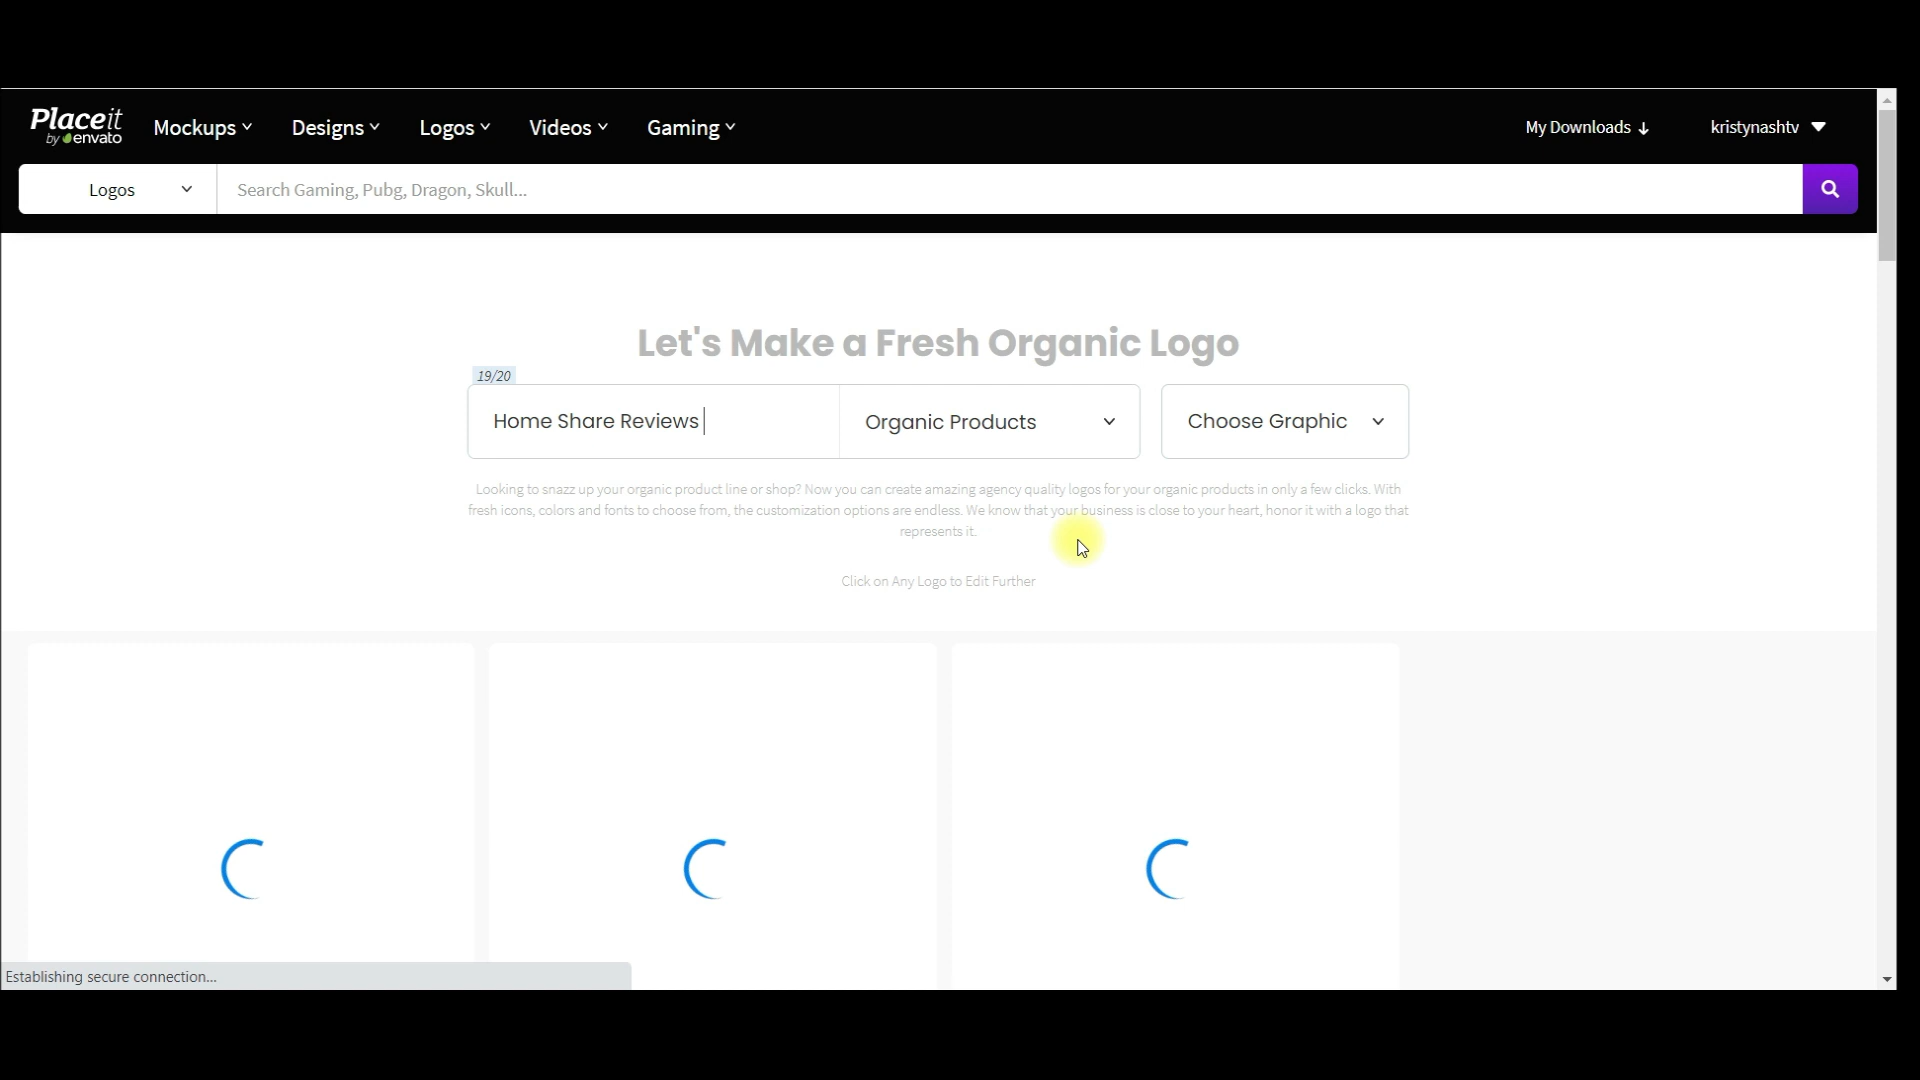 Placeit
by envato
Mockups
Designs
Logos
Videos
Gaming
My Downloads
kristynashtv
Logos
Search Gaming, Pubg, Dragon, Skull...
Let's Make a Fresh Organic Logo
19/20
Home Share Reviews
Organic Products
Choose Graphic
Looking to snazz up your organic product line or shop? Now you can create amazing agency quality logos for your organic products in only a few clicks. With
fresh icons, colors and fonts to choose from, the customization options are endless. We know that your business is close to your heart, honor it with a logo that
represents it.
Click on Any Logo to Edit Further
Establishing secure connection...